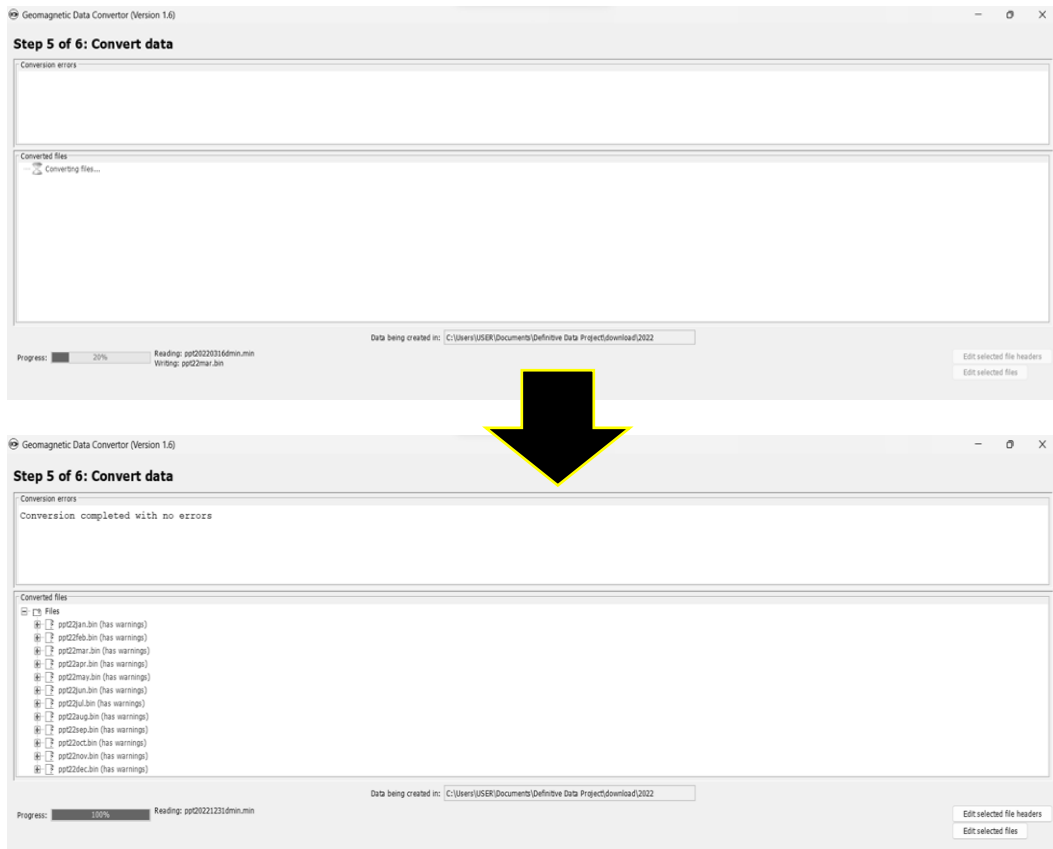 Geomagnetic Data Convertor (Version 1.6)
Step 5 of 6: Convert data
Conversion errors
Converted files
Converting files...
Data being created in: C:\Users\USER\Documents\Definitive Data Project\download\2022
Progress: 20% Reading: ppt20220316dmin.min
Writing: ppt22mar.bin
Edit selected file headers
Edit selected files
Geomagnetic Data Convertor (Version 1.6)
Step 5 of 6: Convert data
Conversion errors
Conversion completed with no errors
Converted files
Files
ppt22jan.bin (has warnings)
ppt22feb.bin (has warnings)
ppt22mar.bin (has warnings)
ppt22apr.bin (has warnings)
ppt22may.bin (has warnings)
ppt22jun.bin (has warnings)
ppt22jul.bin (has warnings)
ppt22aug.bin (has warnings)
ppt22sep.bin (has warnings)
ppt22oct.bin (has warnings)
ppt22nov.bin (has warnings)
ppt22dec.bin (has warnings)
Data being created in: C:\Users\USER\Documents\Definitive Data Project\download\2022
Progress: 100% Reading: ppt20221231dmin.min
Edit selected file headers
Edit selected files